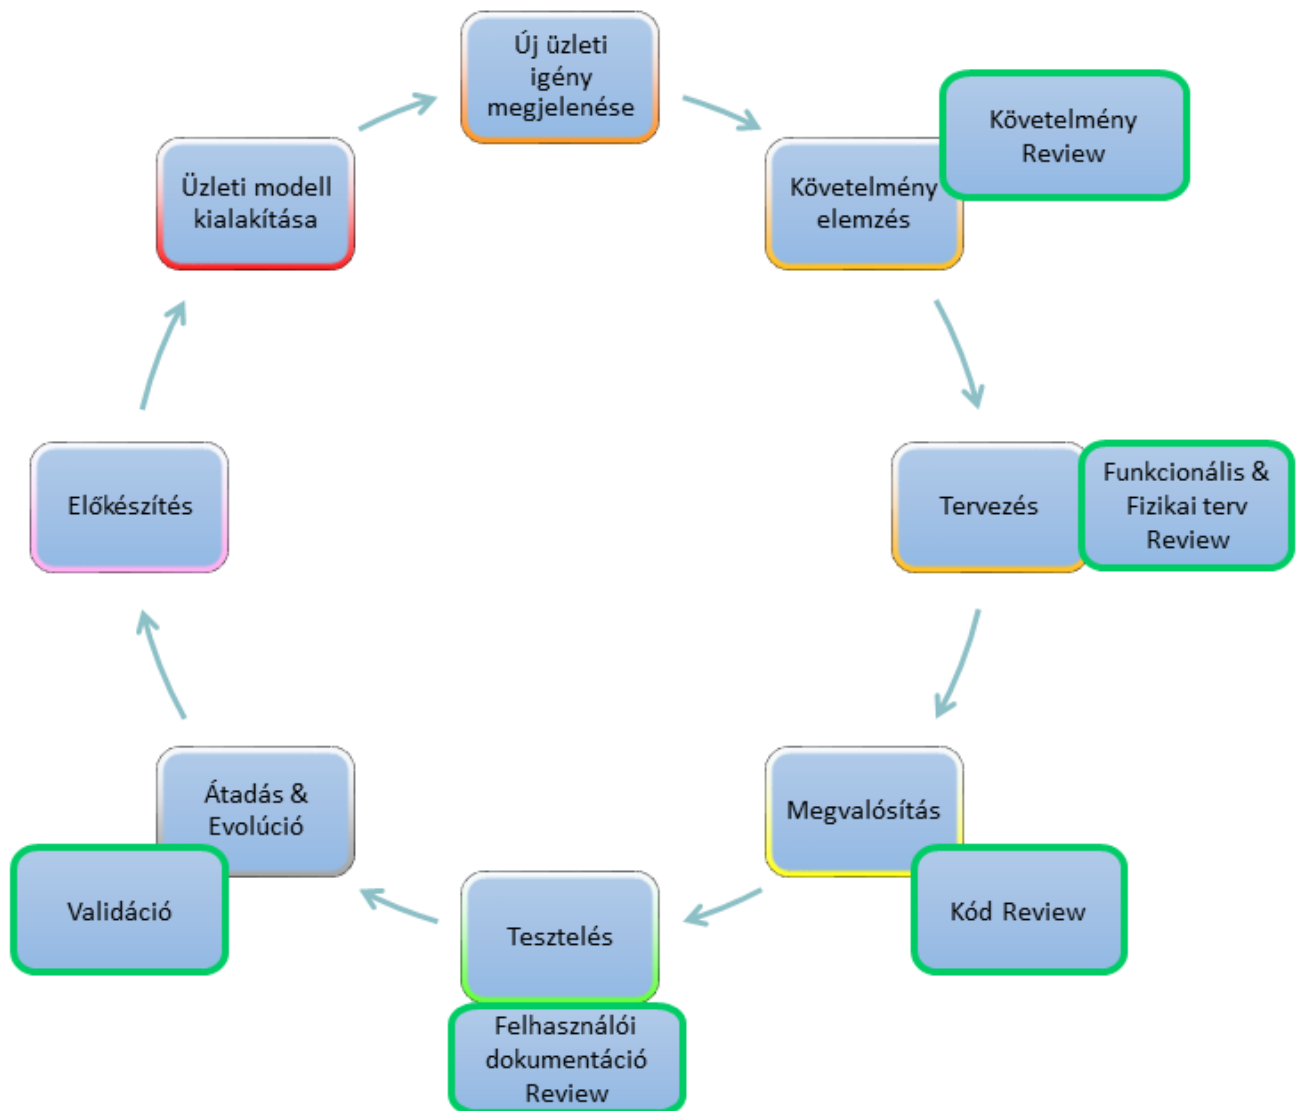 Új üzleti
igény
megjelenése
Követelmény
Review
Követelmény
elemzés
Üzleti modell
kialakítása
Tervezés
Funkcionális &
Fizikai terv
Review
Előkészítés
Megvalósítás
Kód Review
Átadás &
Evolúció
Validáció
Tesztelés
Felhasználói
dokumentáció
Review